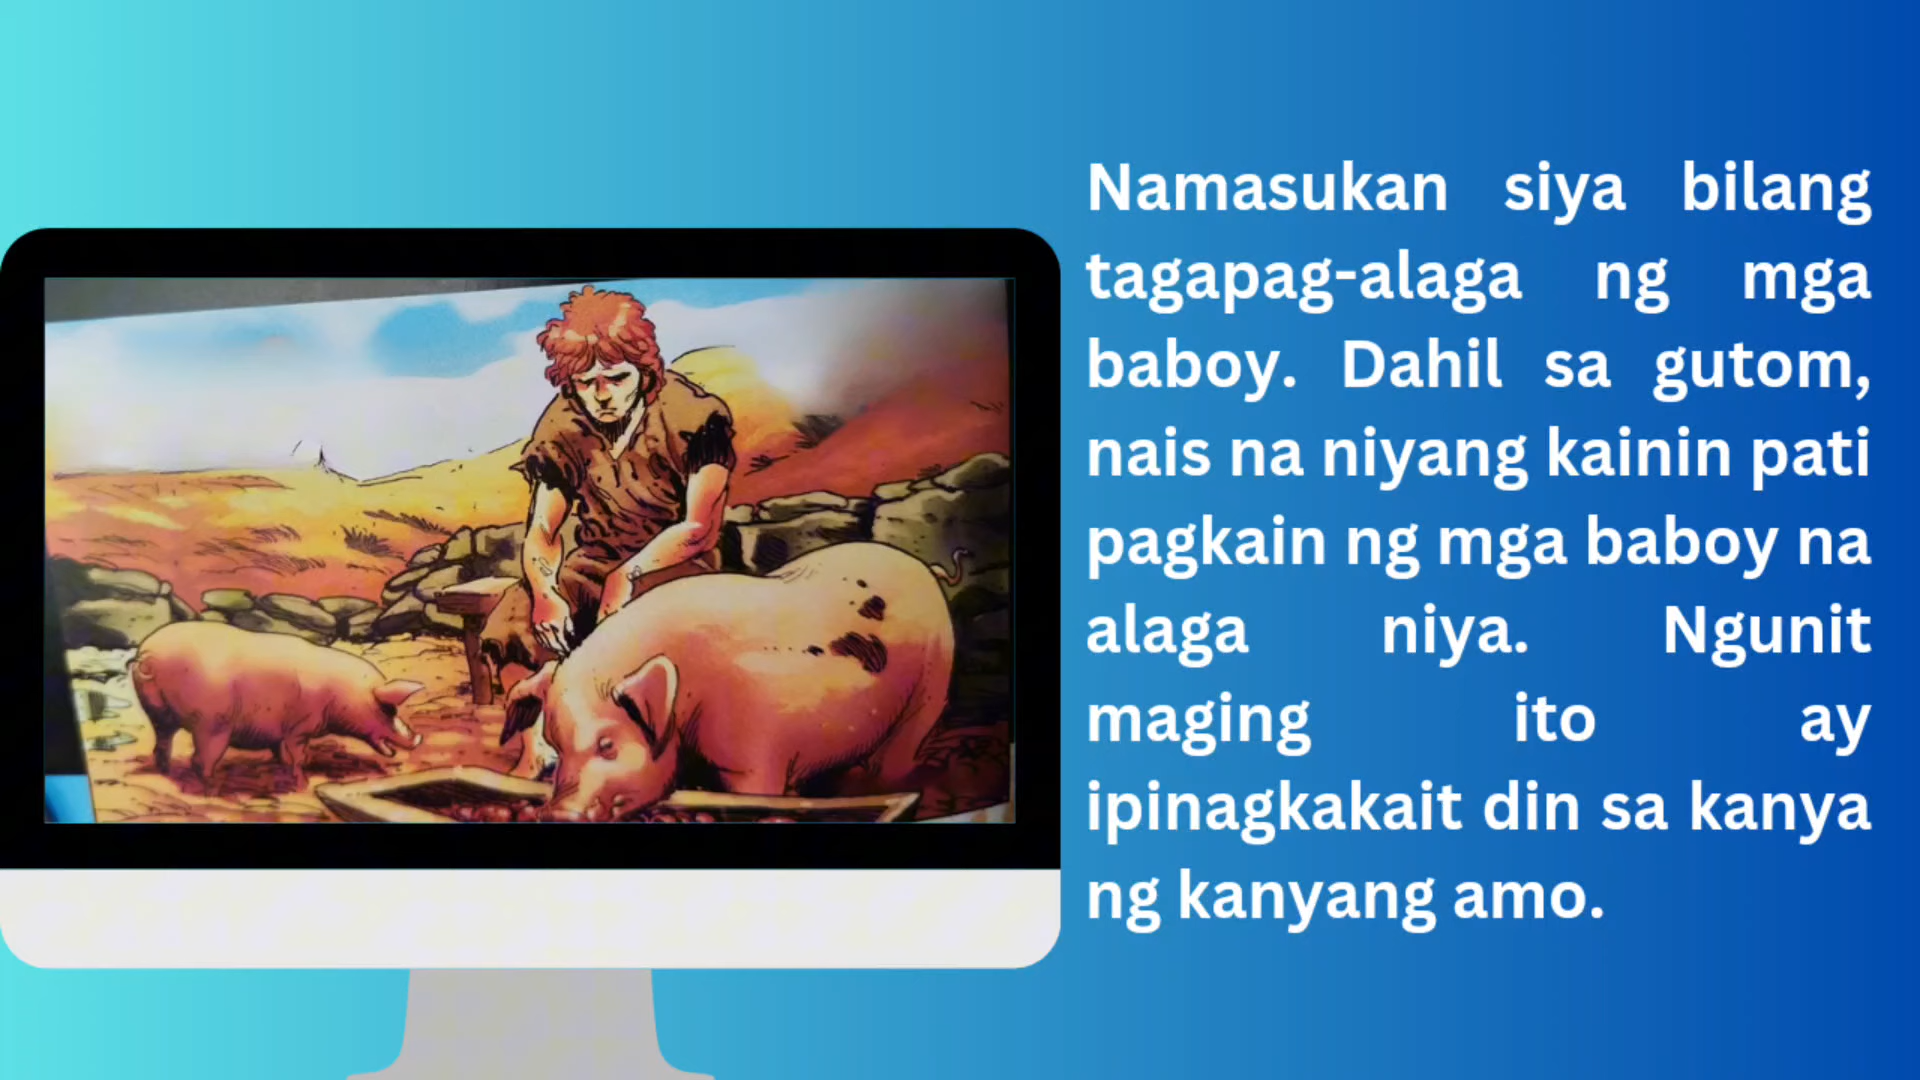 Namasukan siya bilang
tagapag-alaga ng mga
baboy. Dahil sa gutom,
nais na niyang kainin pati
pagkain ng mga baboy na
alaga niya. Ngunit
maging ito ay
ipinagkakait din sa kanya
ng kanyang amo.